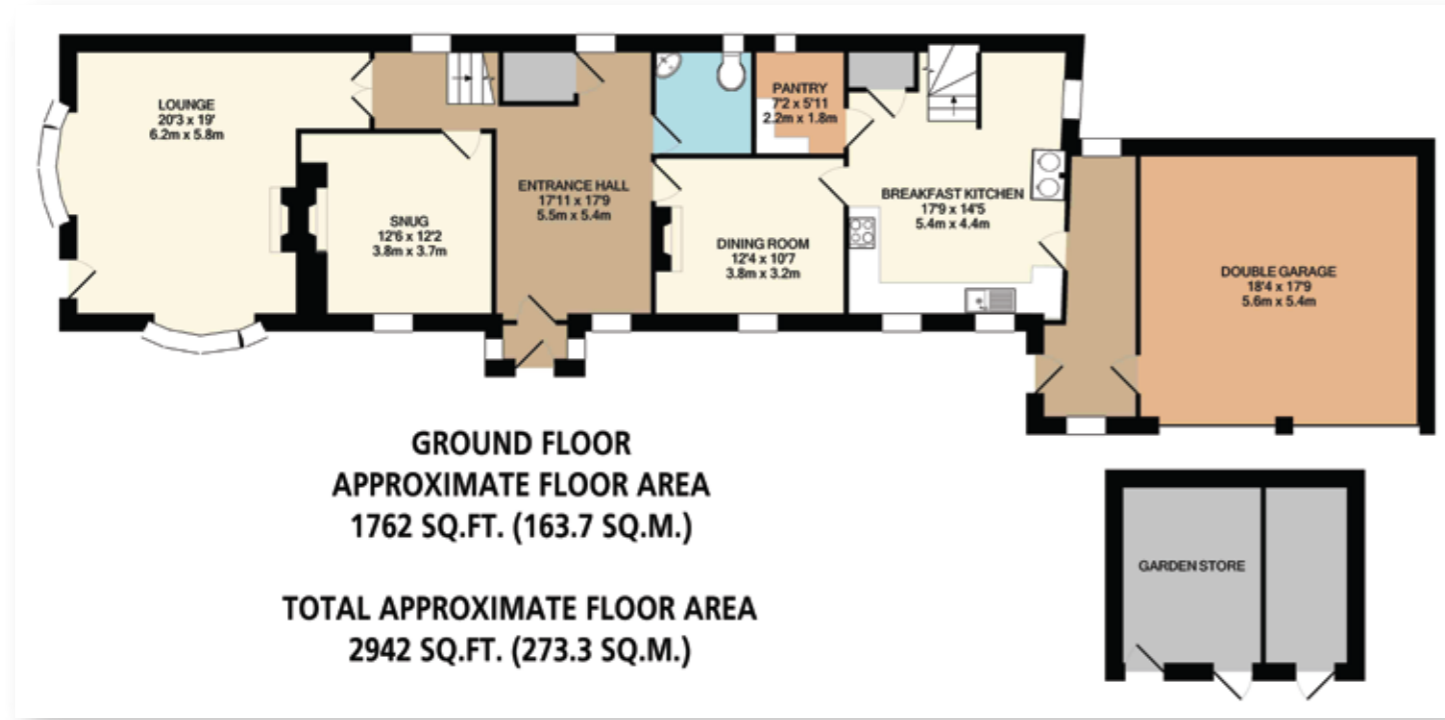 LOUNGE
20'3 x 19'
6.2m x 5.8m
SNUG
12'6 x 12'2
3.8m x 3.7m
ENTRANCE HALL
17'11 x 17'9
5.5m x 5.4m
PANTRY
7'2 x 5'11
2.2m x 1.8m
DINING ROOM
12'4 x 10'7
3.8m x 3.2m
BREAKFAST KITCHEN
17'9 x 14'5
5.4m x 4.4m
DOUBLE GARAGE
18'4 x 17'9
5.6m x 5.4m
GROUND FLOOR
APPROXIMATE FLOOR AREA
1762 SQ.FT. (163.7 SQ.M.)
TOTAL APPROXIMATE FLOOR AREA
2942 SQ.FT. (273.3 SQ.M.)
GARDEN STORE